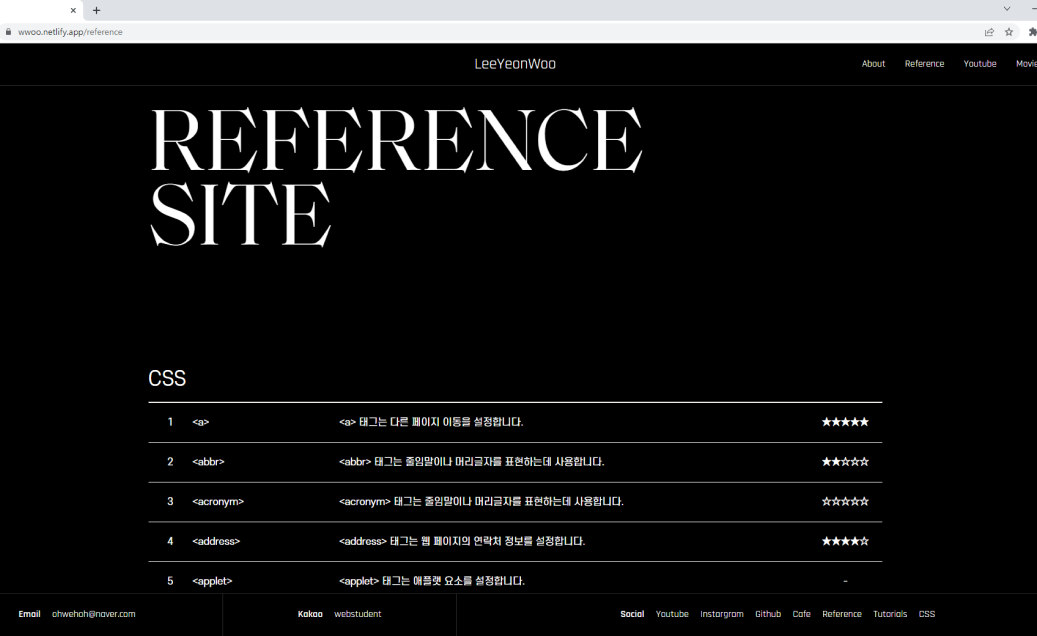 wwoo.netlify.app/reference
LeeYeonWoo
About Reference Youtube Movie
REFERENCE
SITE
CSS
1 <a> <a> 태그는 다른 페이지 이동을 설정합니다. ★★★★★
2 <abbr> <abbr> 태그는 줄임말이나 머리글자를 표현하는데 사용합니다. ★★☆☆☆
3 <acronym> <acronym> 태그는 줄임말이나 머리글자를 표현하는데 사용합니다. ☆☆☆☆☆
4 <address> <address> 태그는 웹 페이지의 연락처 정보를 설정합니다. ★★★★☆
5 <applet> <applet> 태그는 애플랫 요소를 설정합니다. -
Email ohwehoh@naver.com Kakao webstudent Social Youtube Instargram Github Cafe Reference Tutorials CSS